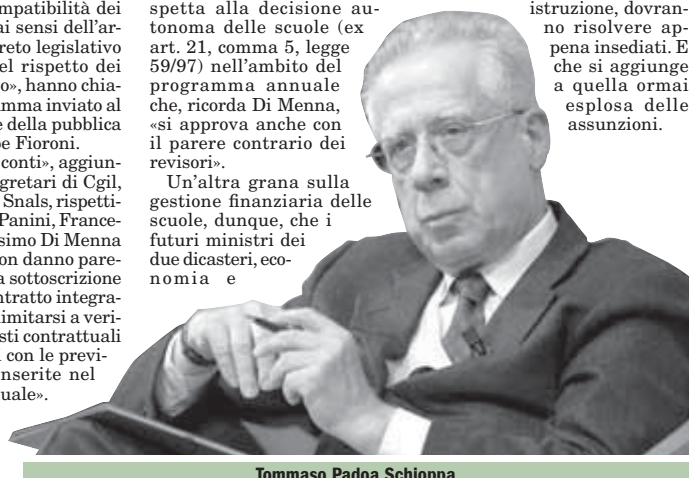 mpatibilità dei
ai sensi dell'ar-
reto legislativo
el rispetto dei
o», hanno chia-
mma inviato al
e della pubblica
pe Fioroni.
conti», aggiun-
gretari di Cgil,
Snals, rispetti-
Panini, France-
simo Di Menna
on danno pare-
a sottoscrizione
ntratto integra-
limitarsi a veri-
sti contrattuali
i con le previ-
nserite nel
uale».
spetta alla decisione au-
tonoma delle scuole (ex
art. 21, comma 5, legge
59/97) nell'ambito del
programma annuale
che, ricorda Di Menna,
«si approva anche con
il parere contrario dei
revisori».
Un'altra grana sulla
gestione finanziaria delle
scuole, dunque, che i
futuri ministri dei
due dicasteri, eco-
nomia e
istruzione, dovran-
no risolvere ap-
pena insediati. E
che si aggiunge
a quella ormai
esplosa delle
assunzioni.
Tommaso Padoa Schioppa